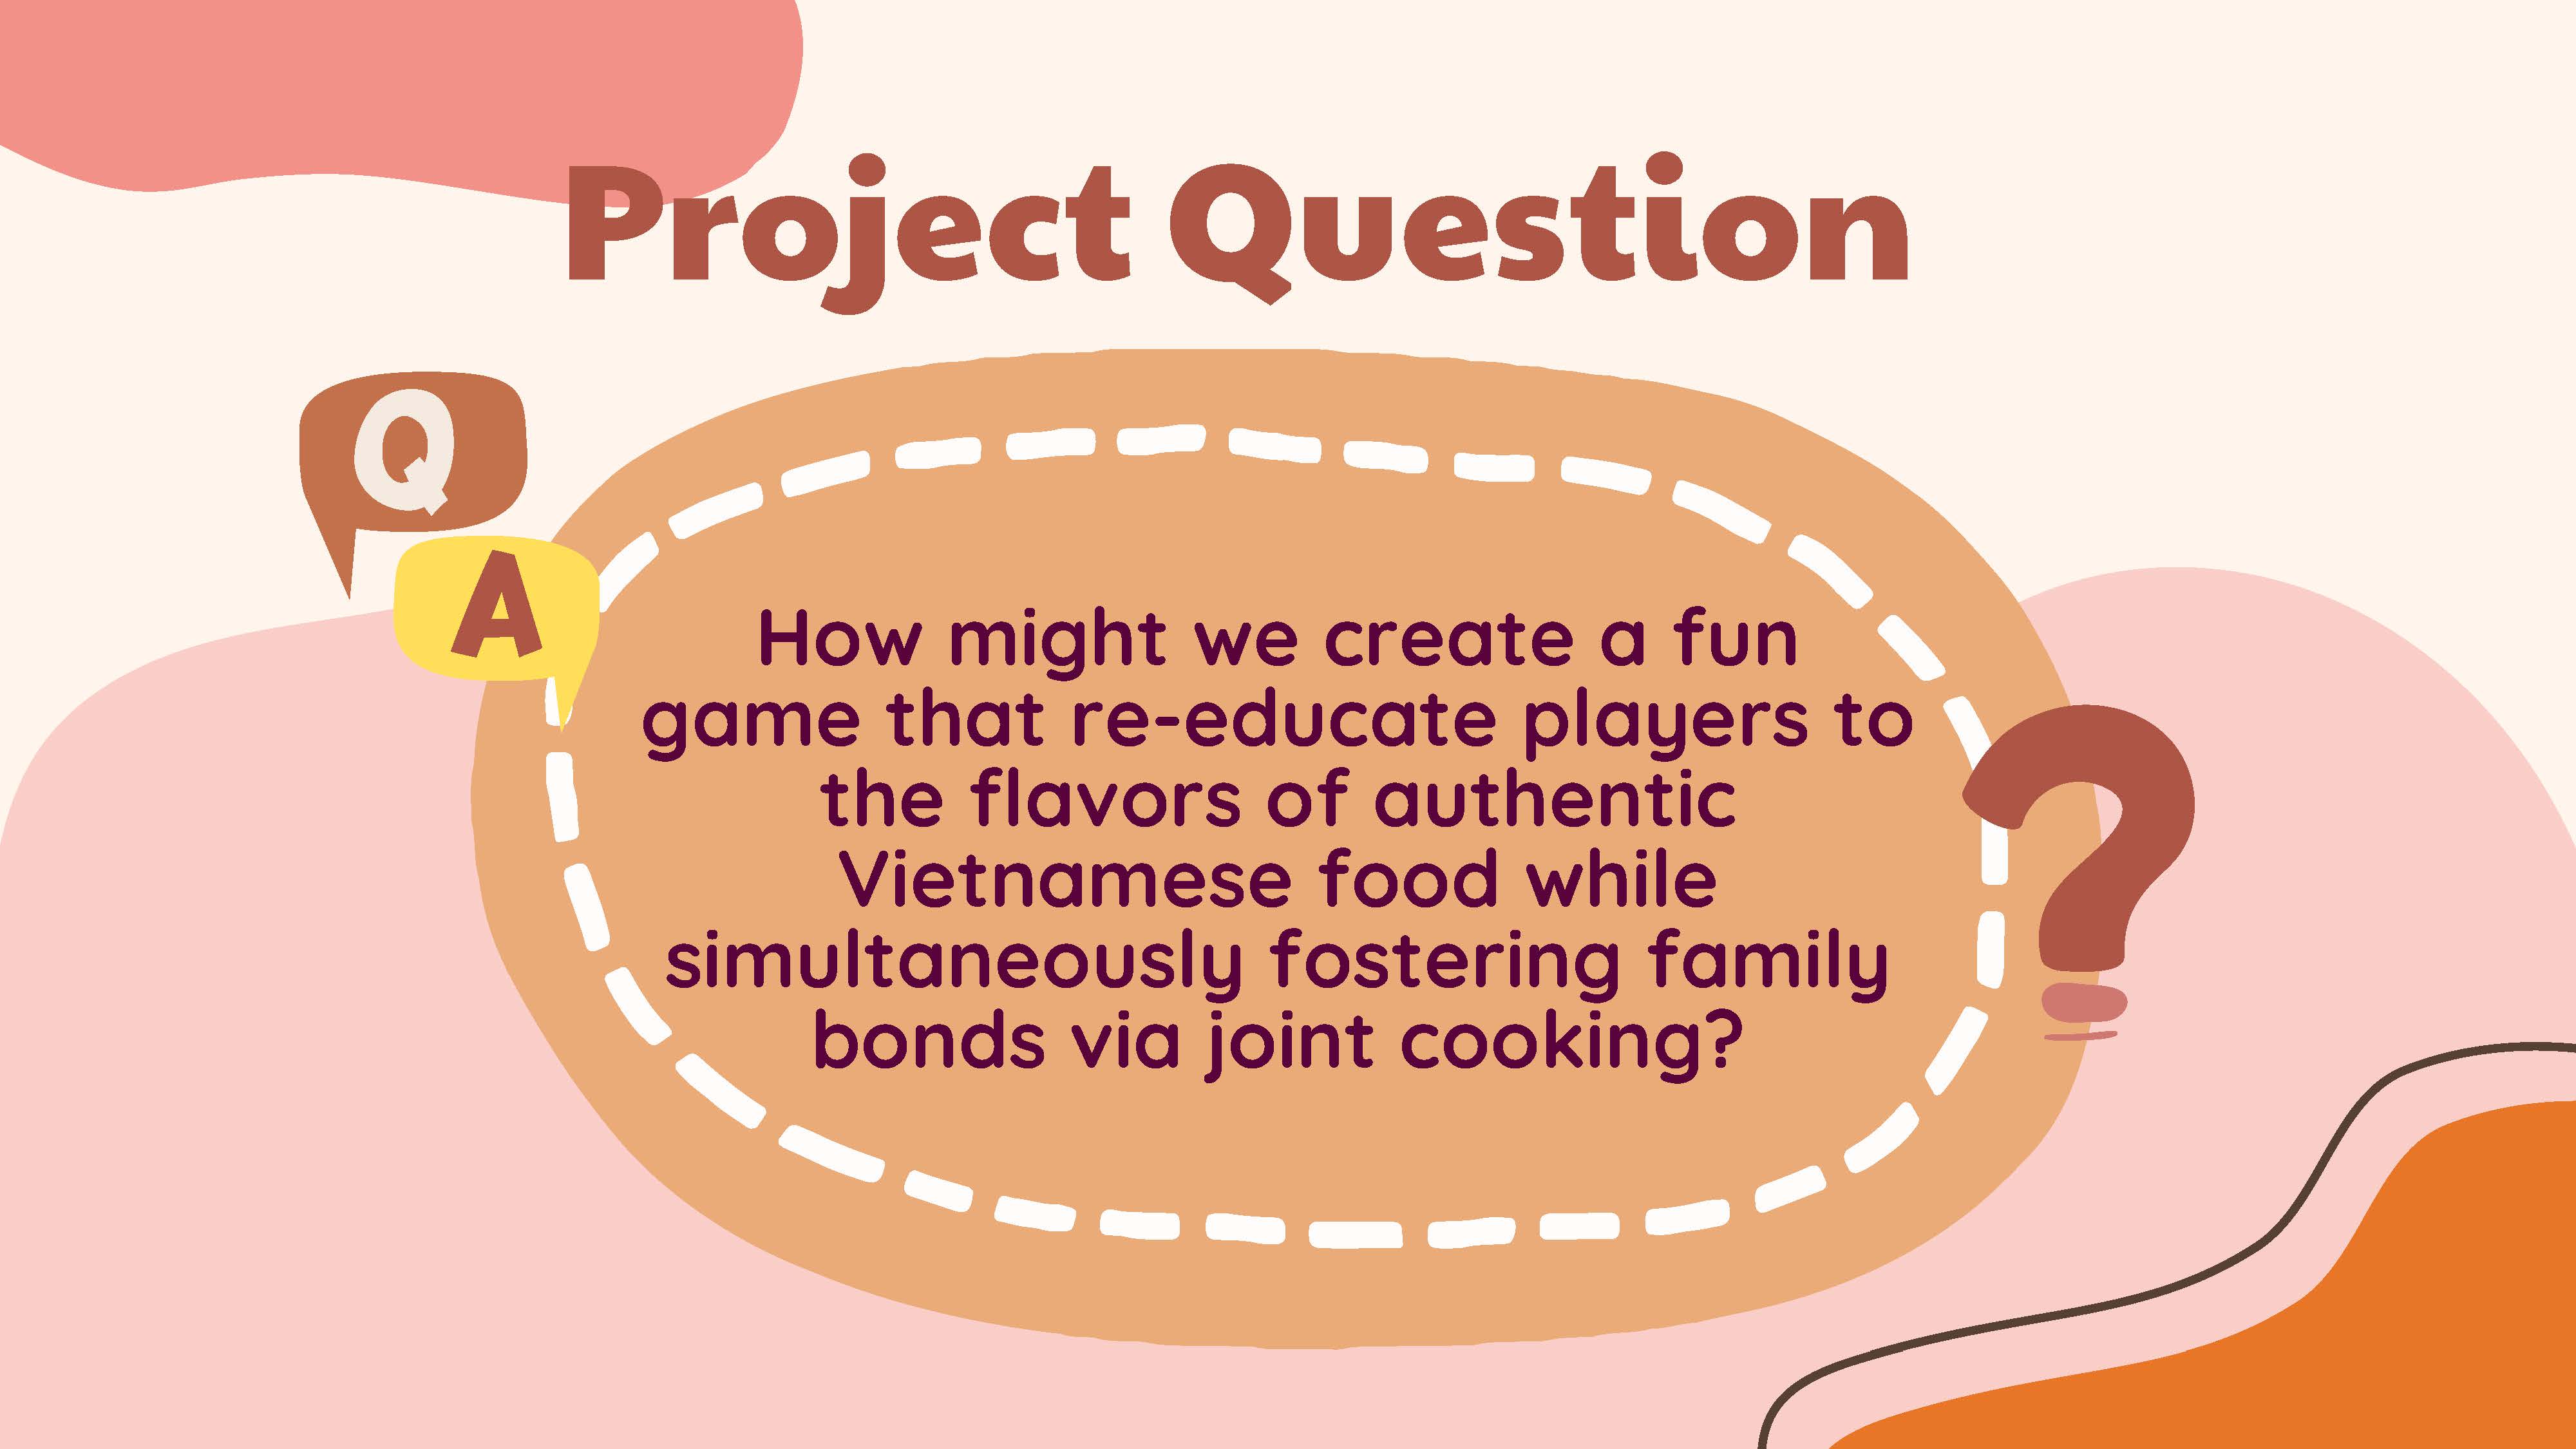 Project Question
Q
A
How might we create a fun
game that re-educate players to
the flavors of authentic
Vietnamese food while
simultaneously fostering family
bonds via joint cooking?
?